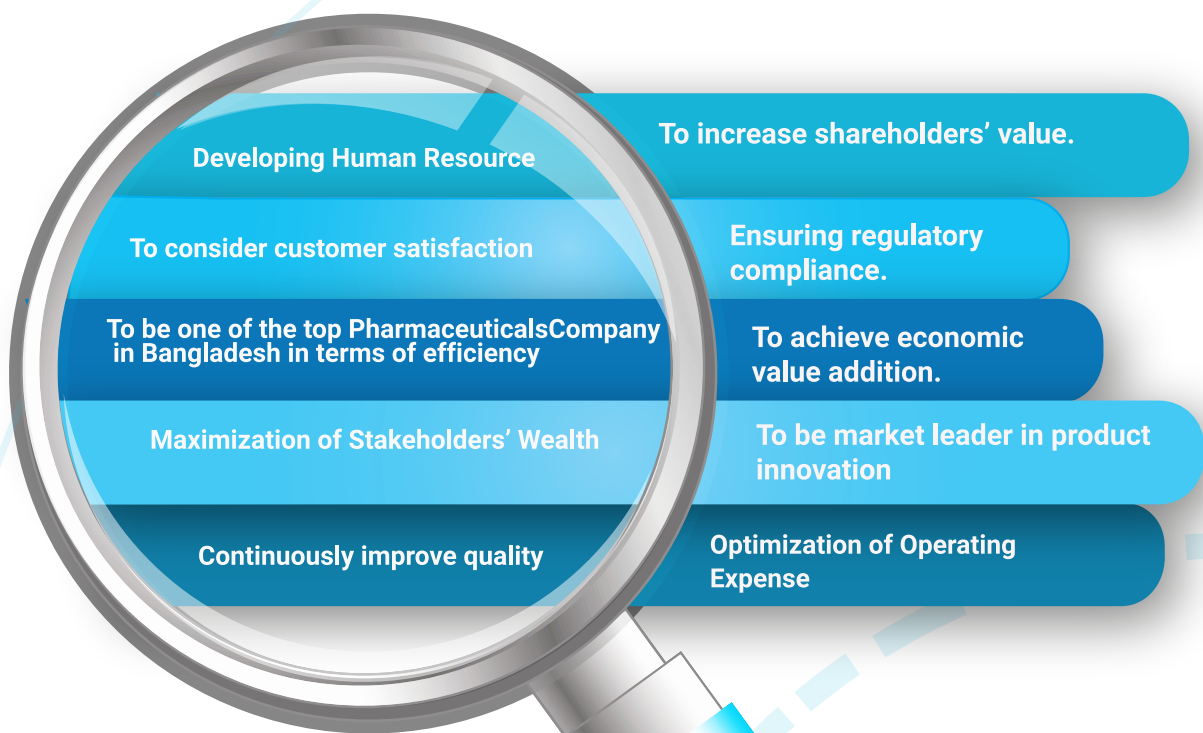 Developing Human Resource
To increase shareholders’ value.
To consider customer satisfaction
Ensuring regulatory
compliance.
To be one of the top PharmaceuticalsCompany
in Bangladesh in terms of efficiency
To achieve economic
value addition.
Maximization of Stakeholders’ Wealth
To be market leader in product
innovation
Continuously improve quality
Optimization of Operating
Expense